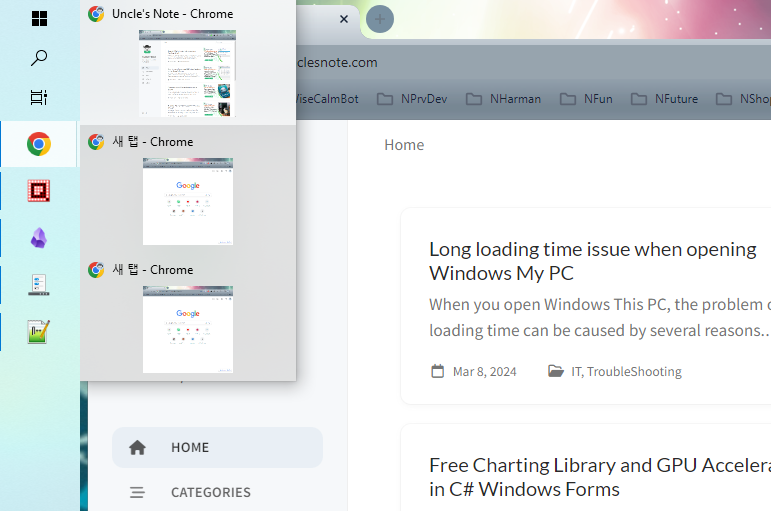 Uncle's Note - Chrome
새 탭 - Chrome
Google
새 탭 - Chrome
Google
clesnote.com
WiseCalmBot NPrvDev NHarman NFun NFuture NShop
Home
Long loading time issue when opening
Windows My PC
When you open Windows This PC, the problem o
loading time can be caused by several reasons..
Mar 8, 2024 IT, TroubleShooting
Free Charting Library and GPU Accelera
in C# Windows Forms
HOME
CATEGORIES